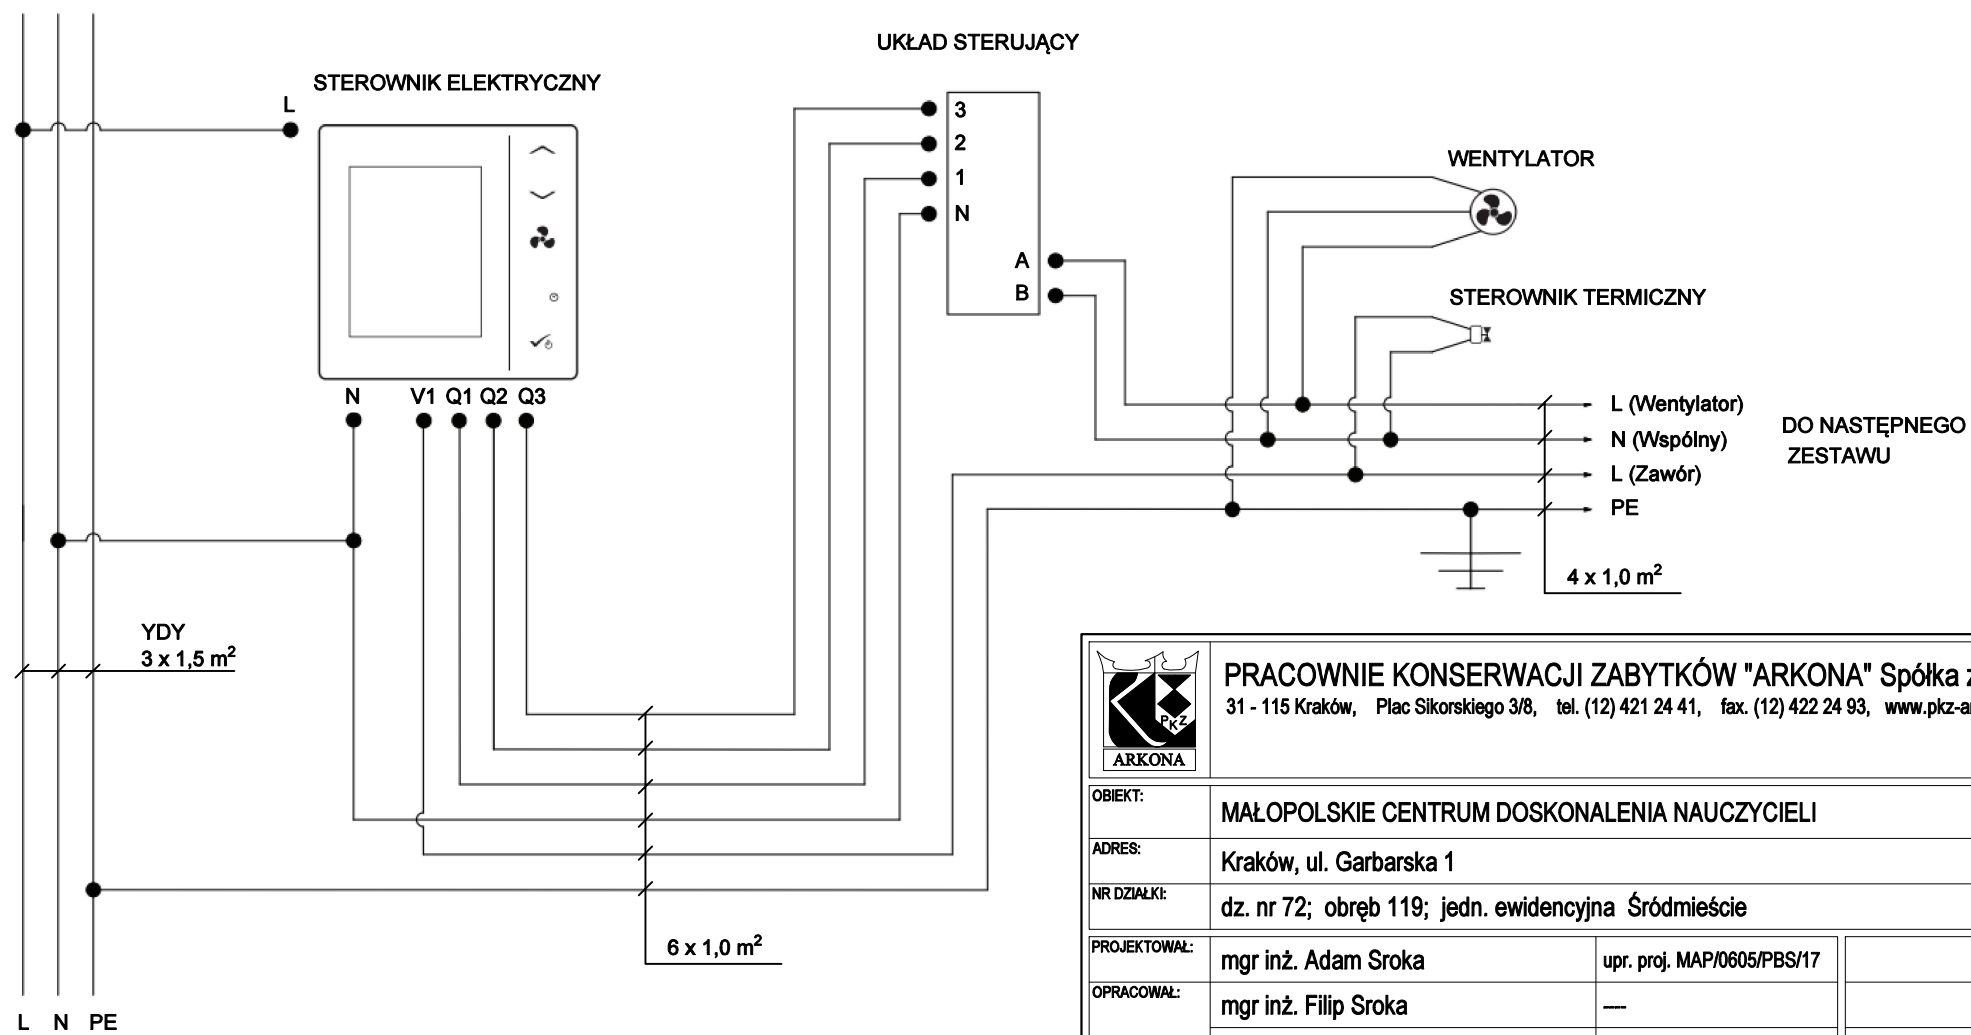 UKŁAD STERUJĄCY
STEROWNIK ELEKTRYCZNY
L
3
2
1
N
A
B
WENTYLATOR
STEROWNIK TERMICZNY
N V1 Q1 Q2 Q3
L (Wentylator)
N (Wspólny)
L (Zawór)
PE
DO NASTĘPNEGO
ZESTAWU
4 x 1,0 m²
YDY
3 x 1,5 m²
6 x 1,0 m²
L N PE
PKZ
ARKONA
PRACOWNIE KONSERWACJI ZABYTKÓW "ARKONA" Spółka z
31 - 115 Kraków, Plac Sikorskiego 3/8, tel. (12) 421 24 41, fax. (12) 422 24 93, www.pkz-a
OBIEKT: MAŁOPOLSKIE CENTRUM DOSKONALENIA NAUCZYCIELI
ADRES: Kraków, ul. Garbarska 1
NR DZIAŁKI: dz. nr 72; obręb 119; jedn. ewidencyjna Śródmieście
PROJEKTOWAŁ: mgr inż. Adam Sroka upr. proj. MAP/0605/PBS/17
OPRACOWAŁ: mgr inż. Filip Sroka ----